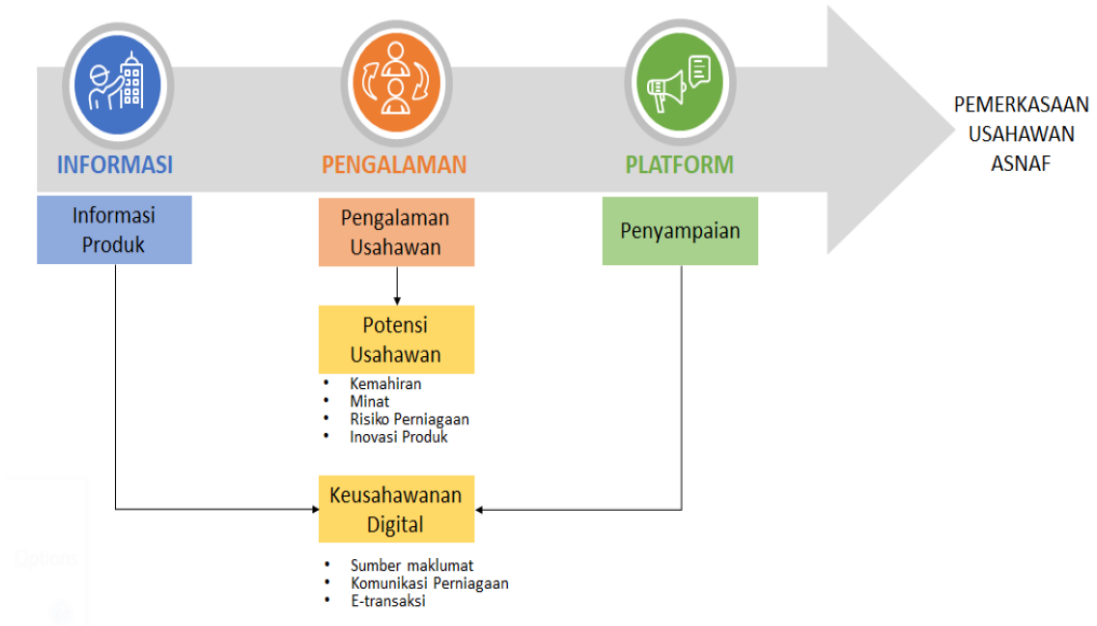 INFORMASI
PENGALAMAN
PLATFORM
PEMERKASAAN
USAHAWAN
ASNAF
Informasi
Produk
Pengalaman
Usahawan
Penyampaian
Potensi
Usahawan
• Kemahiran
• Minat
• Risiko Perniagaan
• Inovasi Produk
Keusahawanan
Digital
• Sumber maklumat
• Komunikasi Perniagaan
• E-transaksi
Options